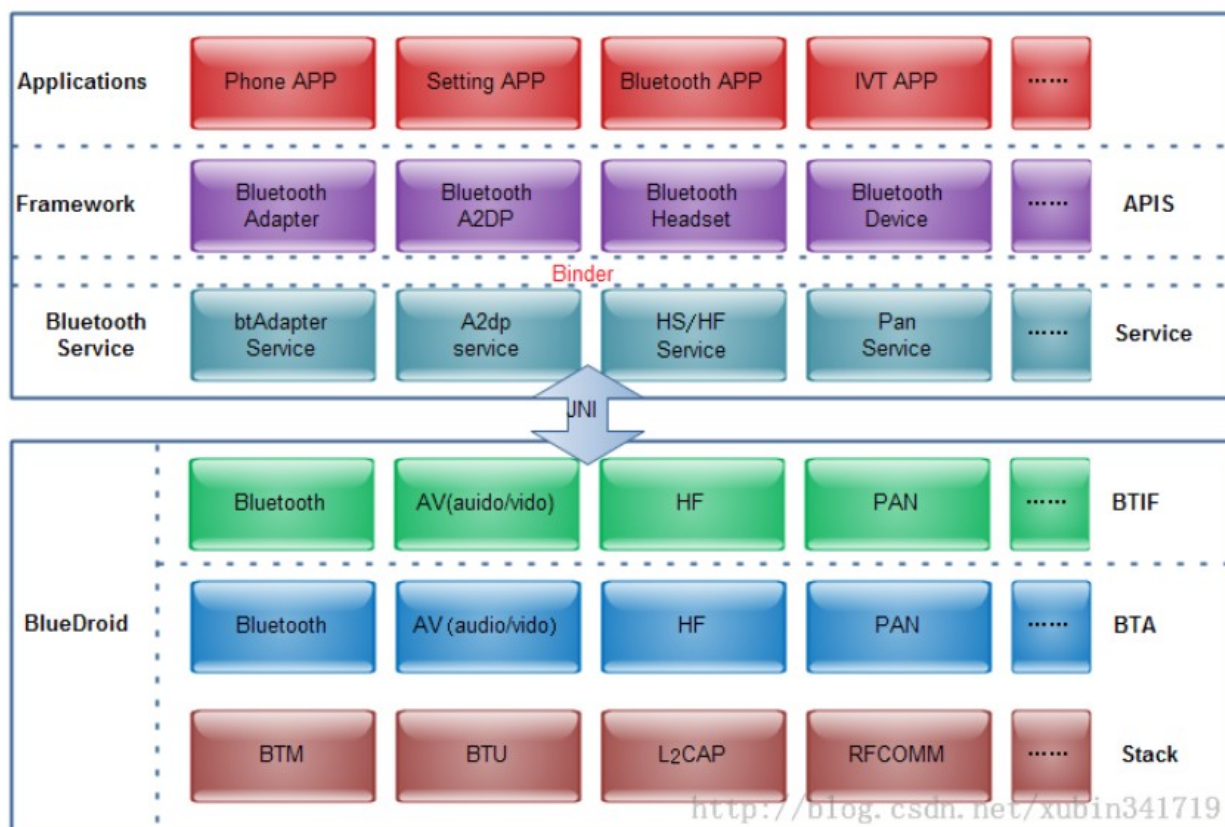 Applications
Phone APP
Setting APP
Bluetooth APP
IVT APP
……
Framework
Bluetooth
Adapter
Bluetooth
A2DP
Bluetooth
Headset
Bluetooth
Device
……
APIS
Binder
Bluetooth
Service
btAdapter
Service
A2dp
service
HS/HF
Service
Pan
Service
……
Service
JNI
BlueDroid
Bluetooth
AV(auido/vido)
HF
PAN
……
BTIF
Bluetooth
AV(audio/vido)
HF
PAN
……
BTA
BTM
BTU
L2CAP
RFCOMM
……
Stack
http://blog.csdn.net/xubin341719